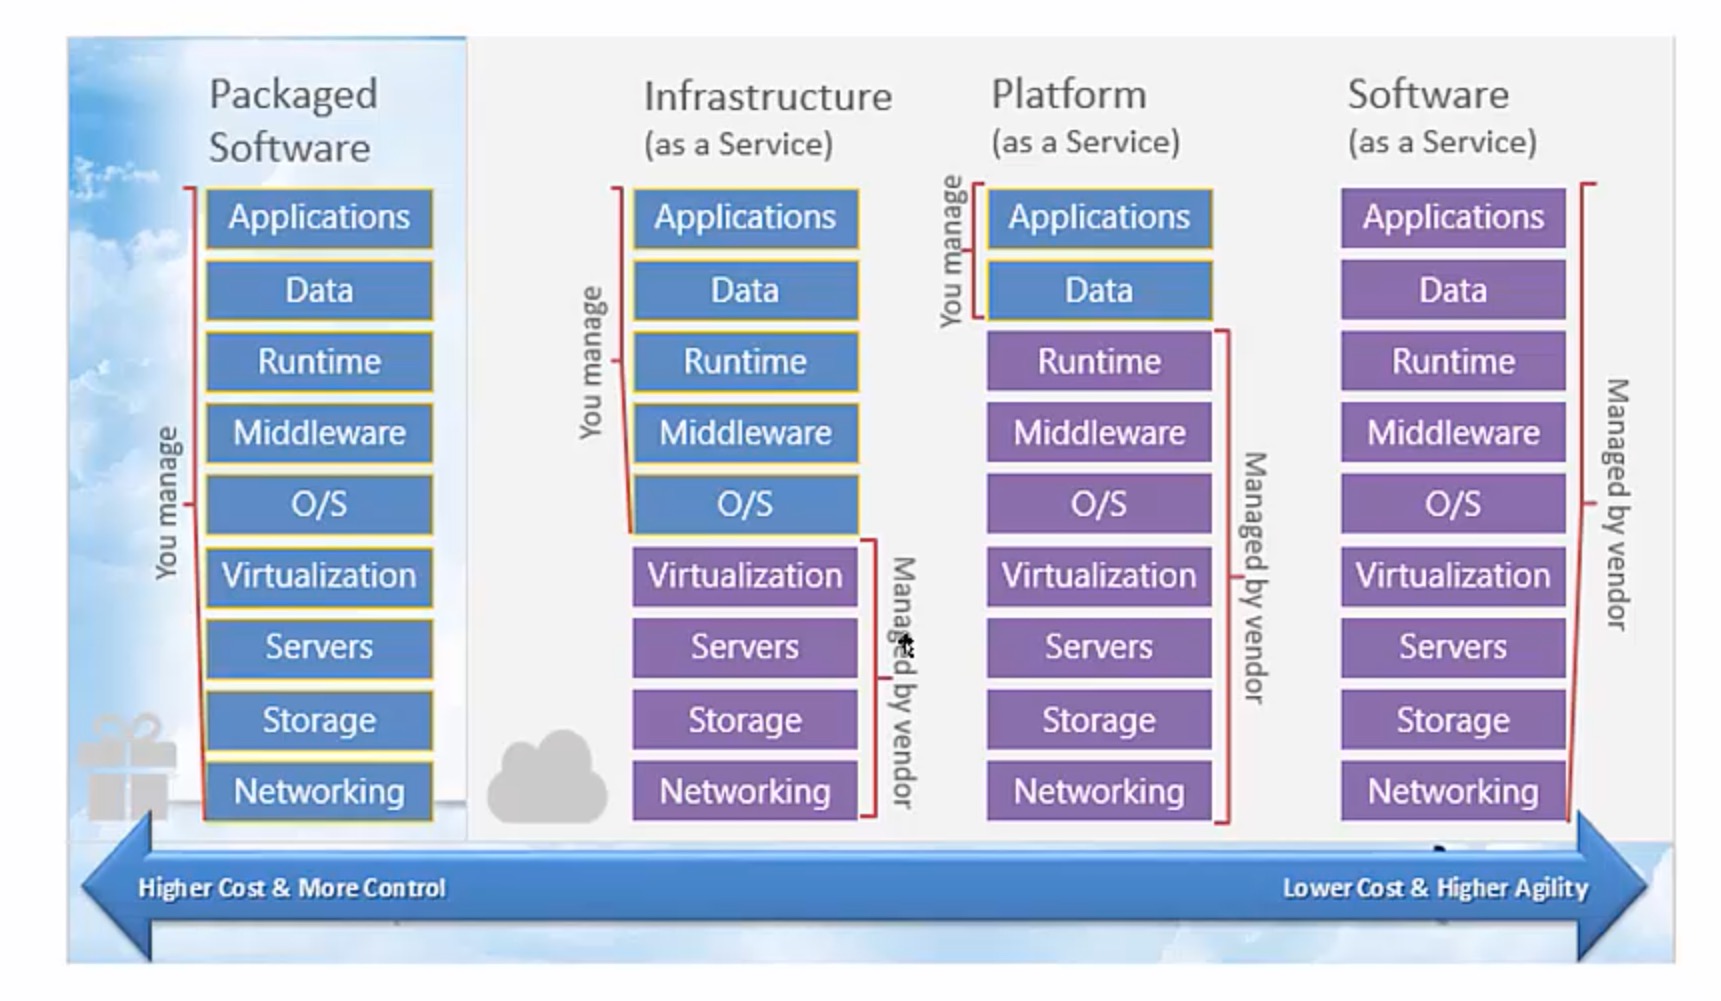 Packaged
Software
You manage
Applications
Data
Runtime
Middleware
O/S
Virtualization
Servers
Storage
Networking
Infrastructure
(as a Service)
You manage
Applications
Data
Runtime
Middleware
O/S
Virtualization
Servers
Storage
Networking
Managed by vendor
Platform
(as a Service)
You manage
Applications
Data
Runtime
Middleware
O/S
Virtualization
Servers
Storage
Networking
Managed by vendor
Software
(as a Service)
Applications
Data
Runtime
Middleware
O/S
Virtualization
Servers
Storage
Networking
Managed by vendor
Higher Cost & More Control
Lower Cost & Higher Agility